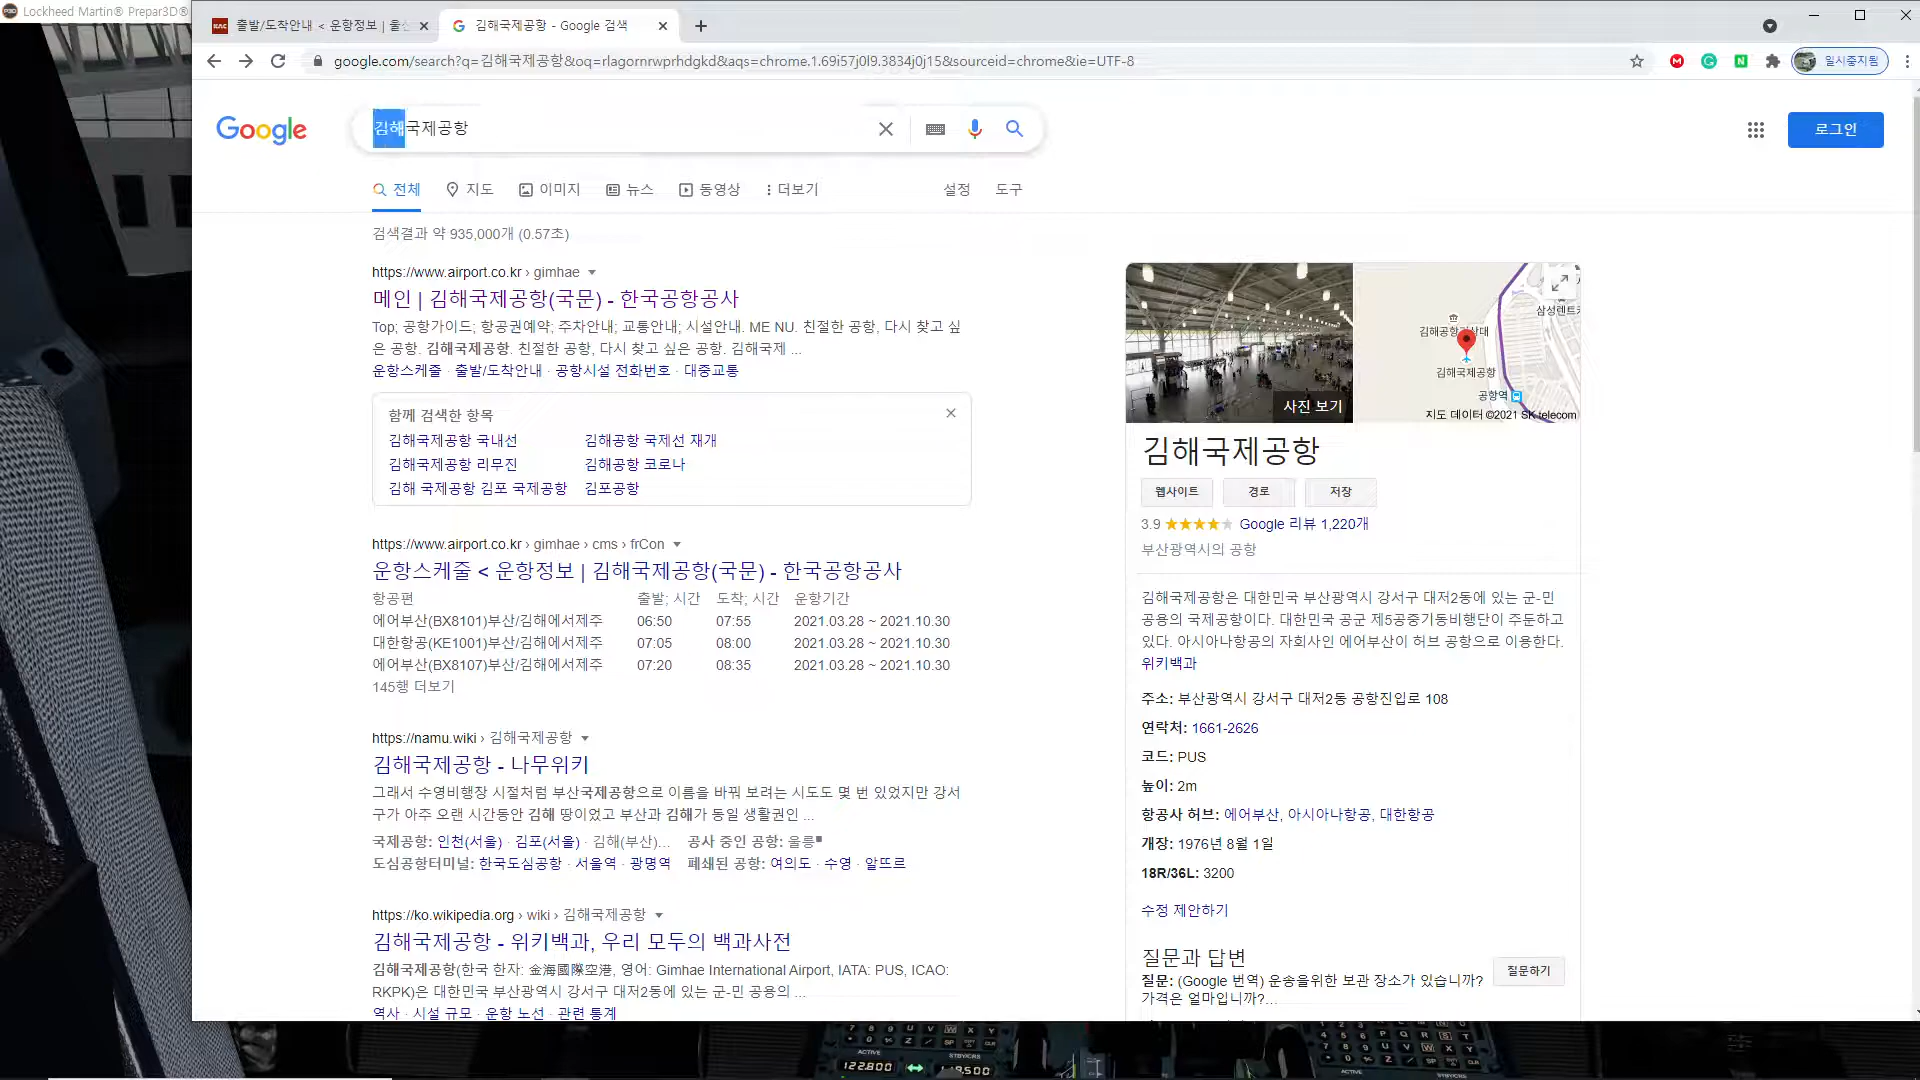 Lockheed Martin® Prepar3D®
출발/도착안내 < 운항정보 | 울산
김해국제공항 - Google 검색
google.com/search?q=김해국제공항&oq=rlagornrwprhdgkd&aqs=chrome.1.69i57j0l9.3834j0j15&sourceid=chrome&ie=UTF-8
일시중지됨
Google
김해국제공항
로그인
전체
지도
이미지
뉴스
동영상
더보기
설정
도구
검색결과 약 935,000개 (0.57초)
https://www.airport.co.kr › gimhae
메인 | 김해국제공항(국문) - 한국공항공사
Top; 공항가이드; 항공권예약; 주차안내; 교통안내; 시설안내. ME NU. 친절한 공항, 다시 찾고 싶
은 공항. 김해국제공항. 친절한 공항, 다시 찾고 싶은 공항. 김해국제 ...
운항스케줄 · 출발/도착안내 · 공항시설 전화번호 · 대중교통
함께 검색한 항목
김해국제공항 국내선 김해공항 국제선 재개
김해국제공항 리무진 김해공항 코로나
김해 국제공항 김포 국제공항 김포공항
https://www.airport.co.kr › gimhae › cms › frCon
운항스케줄 < 운항정보 | 김해국제공항(국문) - 한국공항공사
항공편 출발; 시간 도착; 시간 운항기간
에어부산(BX8101)부산/김해에서제주 06:50 07:55 2021.03.28 ~ 2021.10.30
대한항공(KE1001)부산/김해에서제주 07:05 08:00 2021.03.28 ~ 2021.10.30
에어부산(BX8107)부산/김해에서제주 07:20 08:35 2021.03.28 ~ 2021.10.30
145행 더보기
https://namu.wiki › 김해국제공항
김해국제공항 - 나무위키
그래서 수영비행장 시절처럼 부산국제공항으로 이름을 바꿔 보려는 시도도 몇 번 있었지만 강서
구가 아주 오랜 시간동안 김해 땅이었고 부산과 김해가 동일 생활권인 ...
국제공항: 인천(서울) · 김포(서울) · 김해(부산)... 공사 중인 공항: 울릉■
도심공항터미널: 한국도심공항 · 서울역 · 광명역 폐쇄된 공항: 여의도 · 수영 · 알뜨르
https://ko.wikipedia.org › wiki › 김해국제공항
김해국제공항 - 위키백과, 우리 모두의 백과사전
김해국제공항(한국 한자: 金海國際空港, 영어: Gimhae International Airport, IATA: PUS, ICAO:
RKPK)은 대한민국 부산광역시 강서구 대저2동에 있는 군-민 공용의 ...
역사 · 시설 규모 · 운항 노선 · 관련 통계
사진 보기
삼성렌트카
김해국제공항
공항역
지도 데이터 ©2021 SK telecom
김해국제공항
웹사이트
경로
저장
3.9 ★★★★★ Google 리뷰 1,220개
부산광역시의 공항
김해국제공항은 대한민국 부산광역시 강서구 대저2동에 있는 군-민
공용의 국제공항이다. 대한민국 공군 제5공중기동비행단이 주둔하고
있다. 아시아나항공의 자회사인 에어부산이 허브 공항으로 이용한다.
위키백과
주소: 부산광역시 강서구 대저2동 공항진입로 108
연락처: 1661-2626
코드: PUS
높이: 2m
항공사 허브: 에어부산, 아시아나항공, 대한항공
개장: 1976년 8월 1일
18R/36L: 3200
수정 제안하기
질문과 답변
질문: (Google 번역) 운송을위한 보관 장소가 있습니까?
가격은 얼마입니까?...
질문하기
ACTIVE
STBY/CRS
122.800
ACTIVE